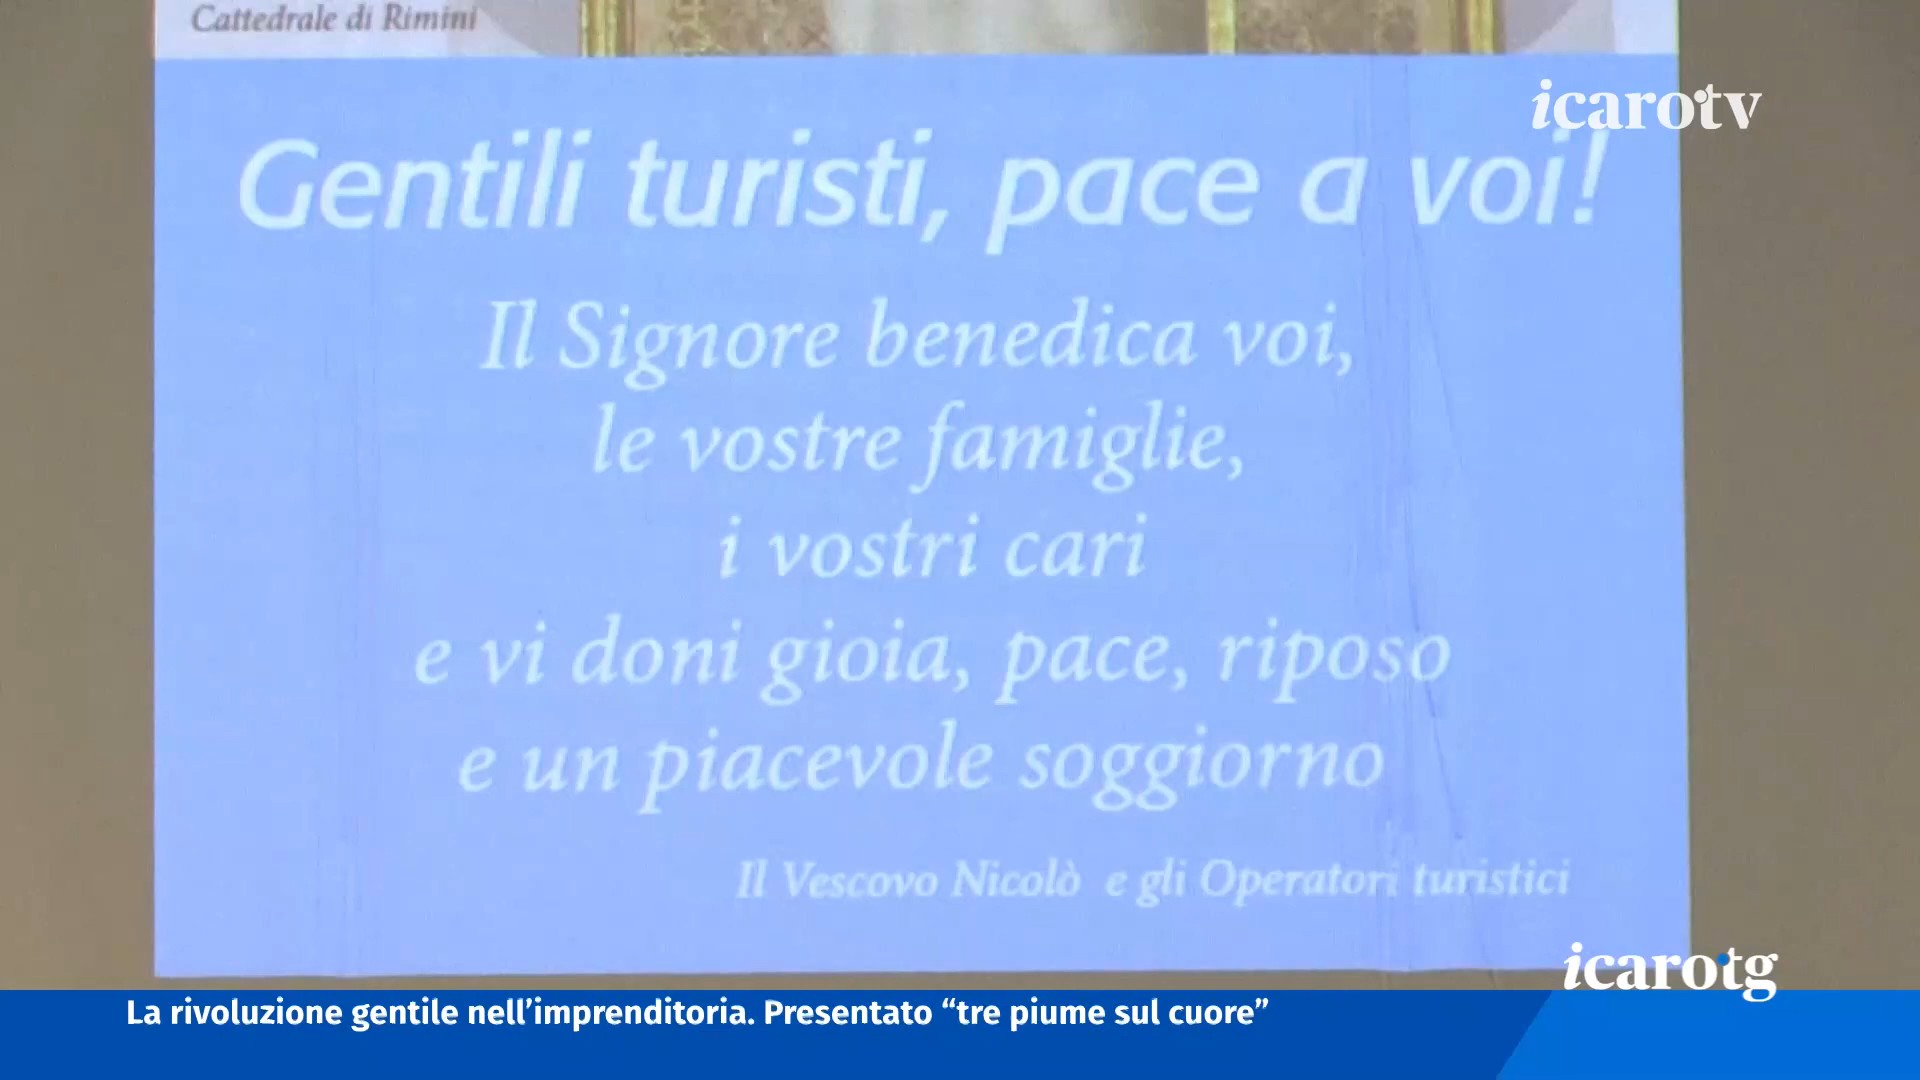 Cattedrale di Rimini
icarotv
Gentili turisti, pace a voi!
Il Signore benedica voi,
le vostre famiglie,
i vostri cari
e vi doni gioia, pace, riposo
e un piacevole soggiorno
Il Vescovo Nicolò e gli Operatori turistici
icarotg
La rivoluzione gentile nell’imprenditoria. Presentato “tre piume sul cuore”